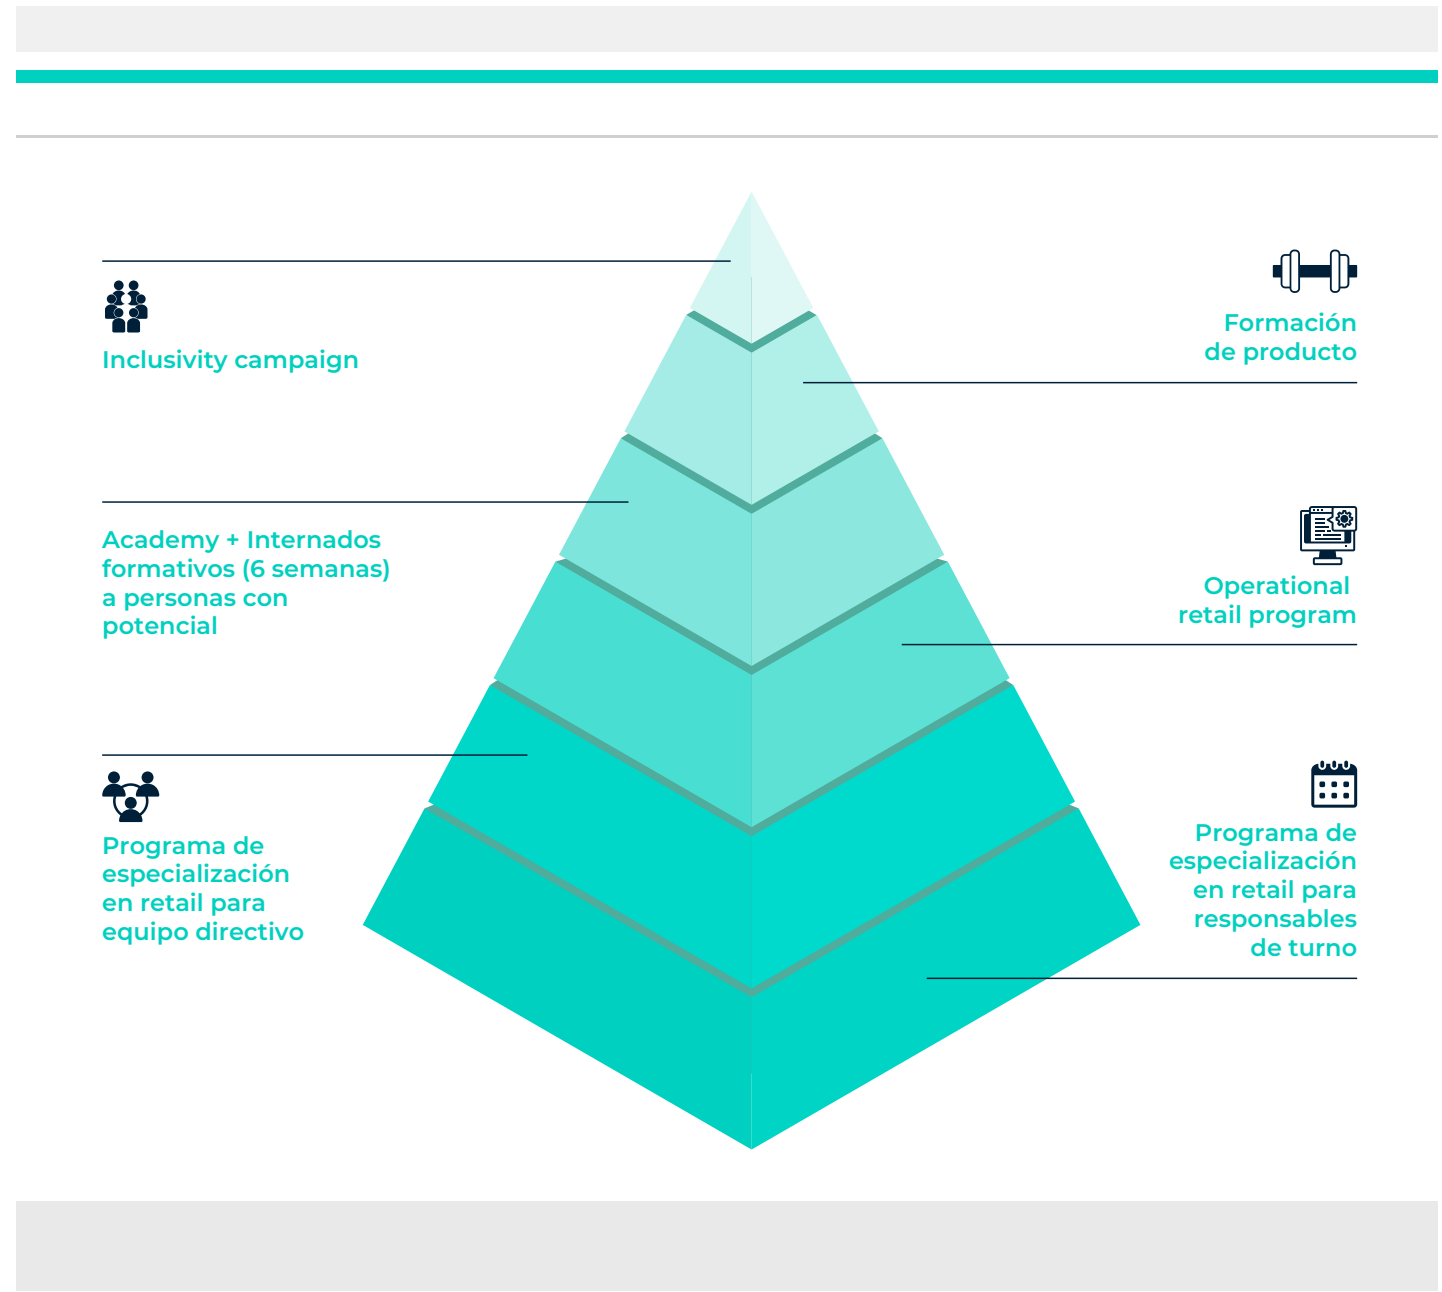 Inclusivity campaign
Formación
de producto
Academy + Internados
formativos (6 semanas)
a personas con
potencial
Operational
retail program
Programa de
especialización
en retail para
equipo directivo
Programa de
especialización
en retail para
responsables
de turno